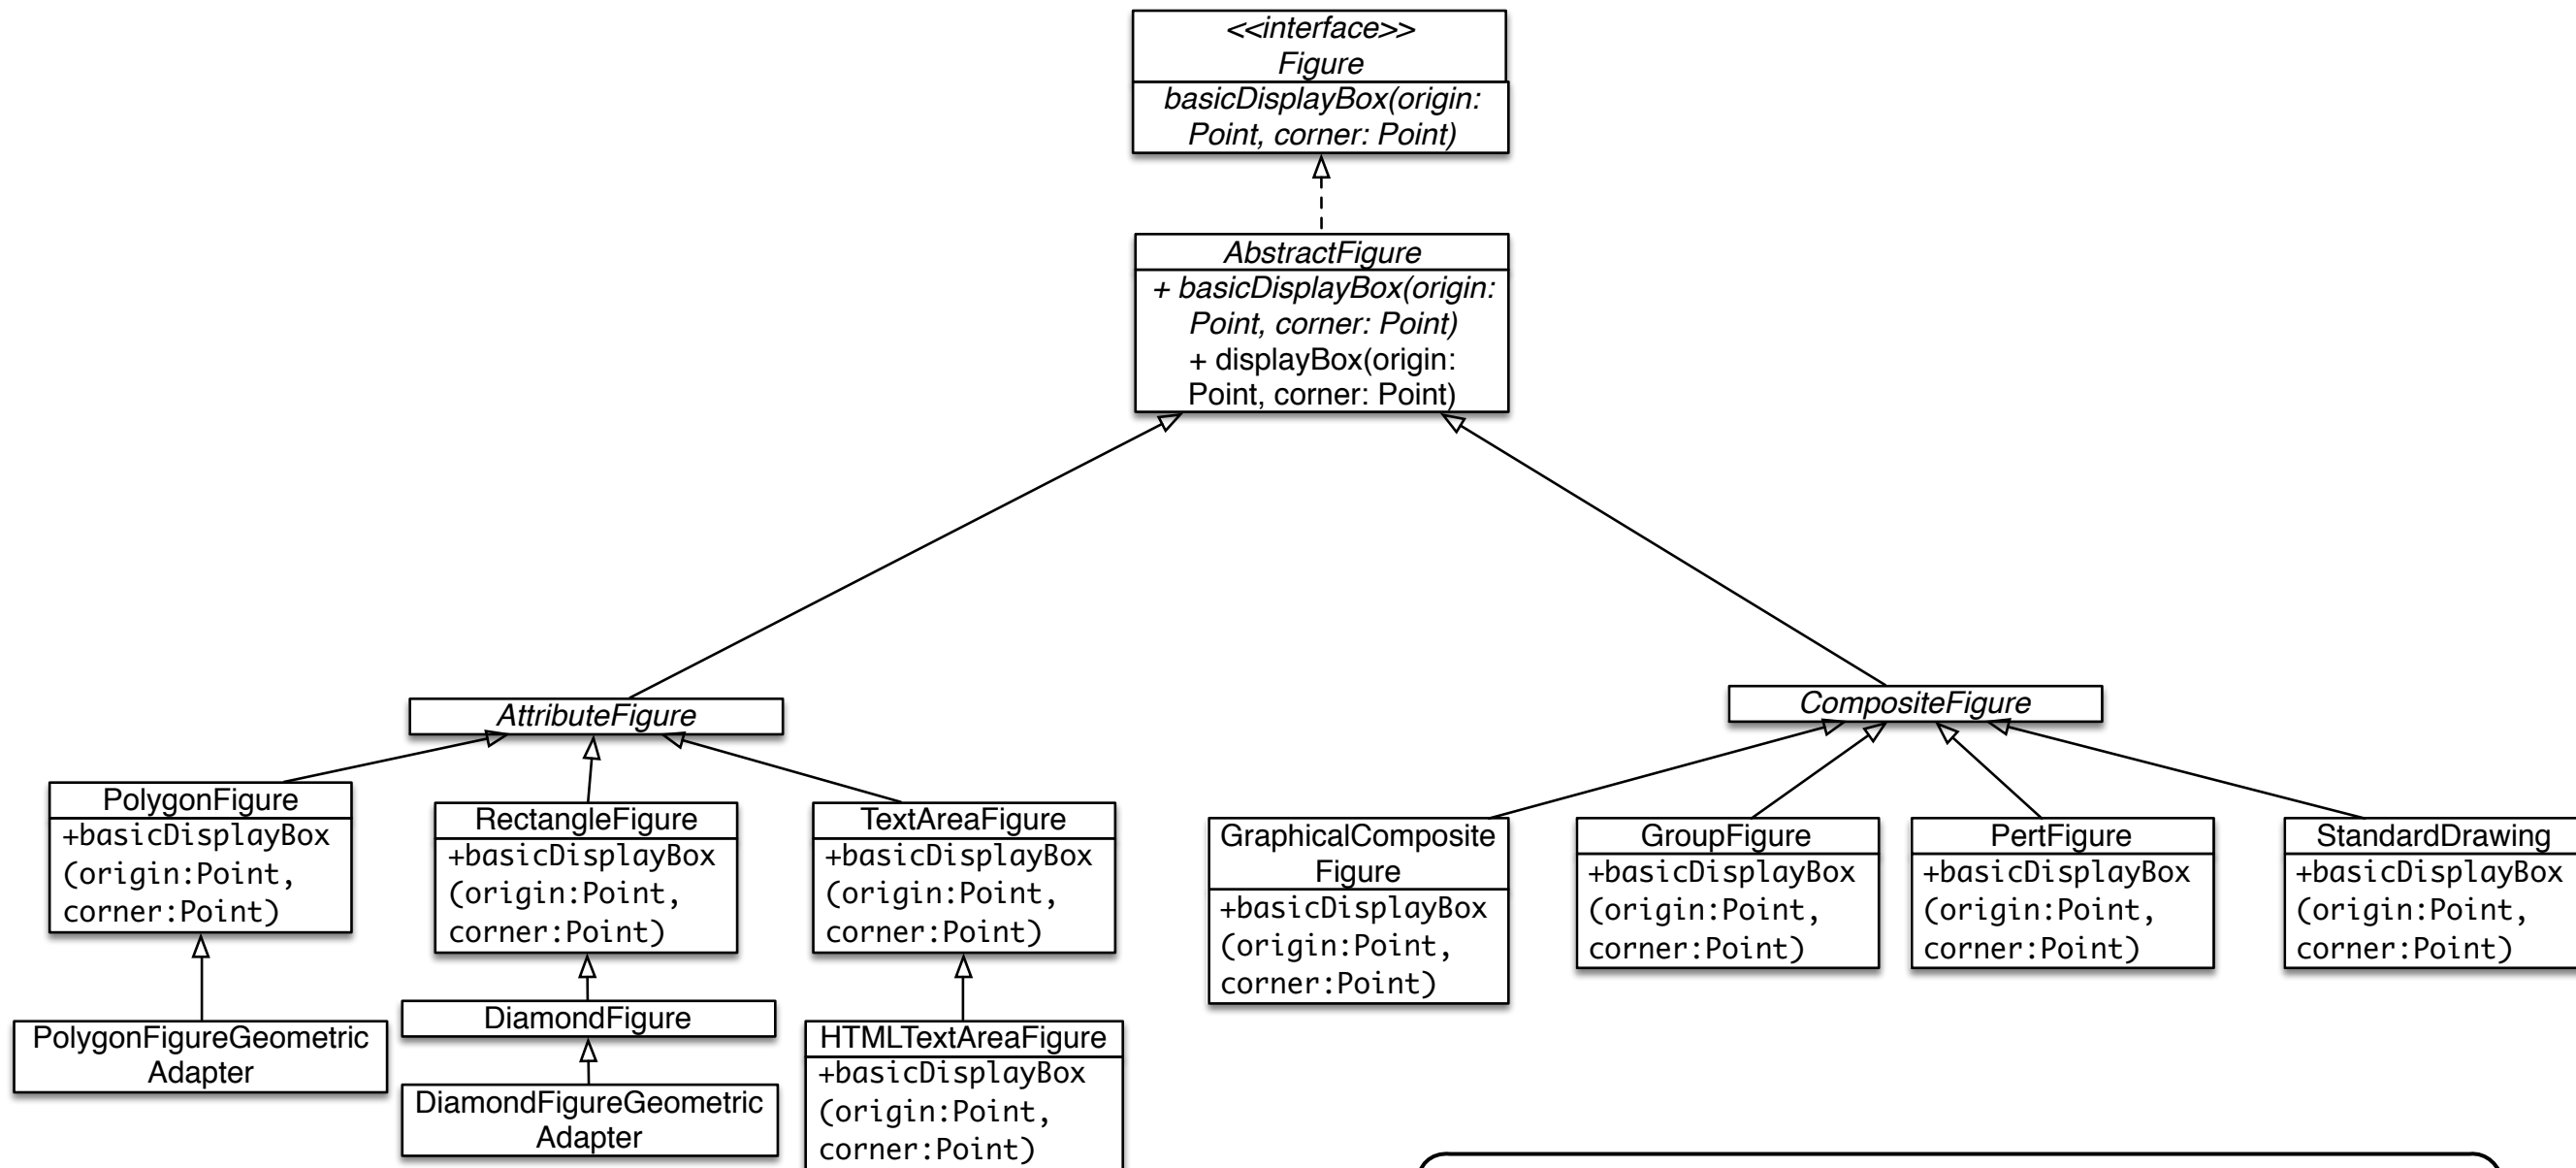 <<interface>>
Figure
basicDisplayBox(origin:
Point, corner: Point)
AbstractFigure
+ basicDisplayBox(origin:
Point, corner: Point)
+ displayBox(origin:
Point, corner: Point)
AttributeFigure
CompositeFigure
PolygonFigure
+basicDisplayBox
(origin:Point,
corner:Point)
RectangleFigure
+basicDisplayBox
(origin:Point,
corner:Point)
TextAreaFigure
+basicDisplayBox
(origin:Point,
corner:Point)
GraphicalComposite
Figure
+basicDisplayBox
(origin:Point,
corner:Point)
GroupFigure
+basicDisplayBox
(origin:Point,
corner:Point)
PertFigure
+basicDisplayBox
(origin:Point,
corner:Point)
StandardDrawing
+basicDisplayBox
(origin:Point,
corner:Point)
PolygonFigureGeometric
Adapter
DiamondFigure
DiamondFigureGeometric
Adapter
HTMLTextAreaFigure
+basicDisplayBox
(origin:Point,
corner:Point)